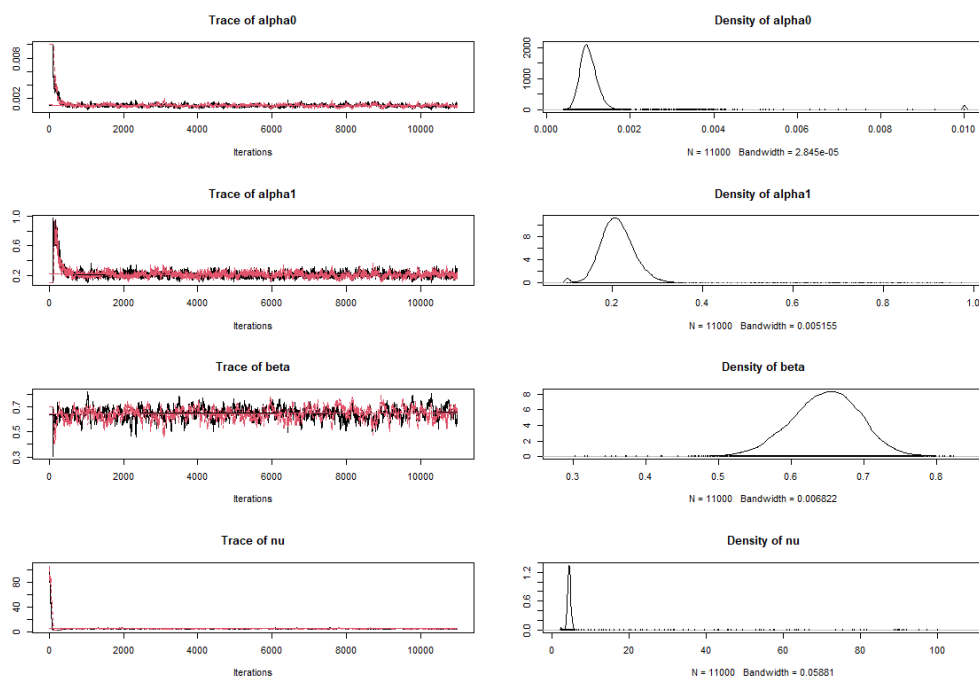 Trace of alpha0
0.008
0.002
0 2000 4000 6000 8000 10000
Iterations
Density of alpha0
2000
1000
0
0.000 0.002 0.004 0.006 0.008 0.010
N = 11000 Bandwidth = 2.845e-05
Trace of alpha1
1.0
0.6
0.2
0 2000 4000 6000 8000 10000
Iterations
Density of alpha1
8
4
0
0.2 0.4 0.6 0.8 1.0
N = 11000 Bandwidth = 0.005155
Trace of beta
0.7
0.5
0.3
0 2000 4000 6000 8000 10000
Iterations
Density of beta
8
6
4
2
0
0.3 0.4 0.5 0.6 0.7 0.8
N = 11000 Bandwidth = 0.006822
Trace of nu
80
40
0
0 2000 4000 6000 8000 10000
Iterations
Density of nu
1.2
0.6
0.0
0 20 40 60 80 100
N = 11000 Bandwidth = 0.05881